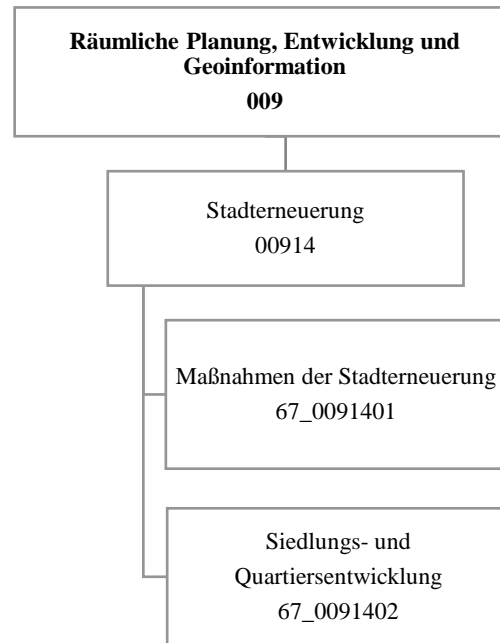 Räumliche Planung, Entwicklung und
Geoinformation
009
Stadterneuerung
00914
Maßnahmen der Stadterneuerung
67_0091401
Siedlungs- und
Quartiersentwicklung
67_0091402